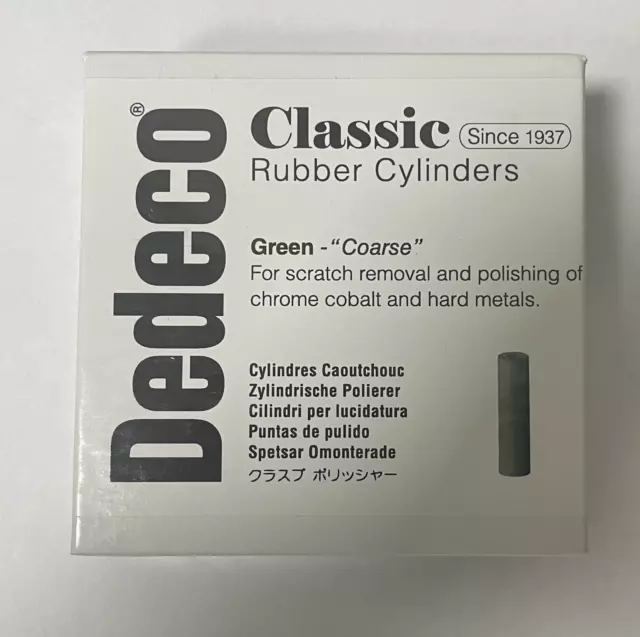 Dedeco®
Classic Since 1937
Rubber Cylinders
Green - “Coarse”
For scratch removal and polishing of
chrome cobalt and hard metals.
Cylindres Caoutchouc
Zylindrische Polierer
Cilindri per lucidatura
Puntas de pulido
Spetsar Omonterade
クラスプ ポリッシャー